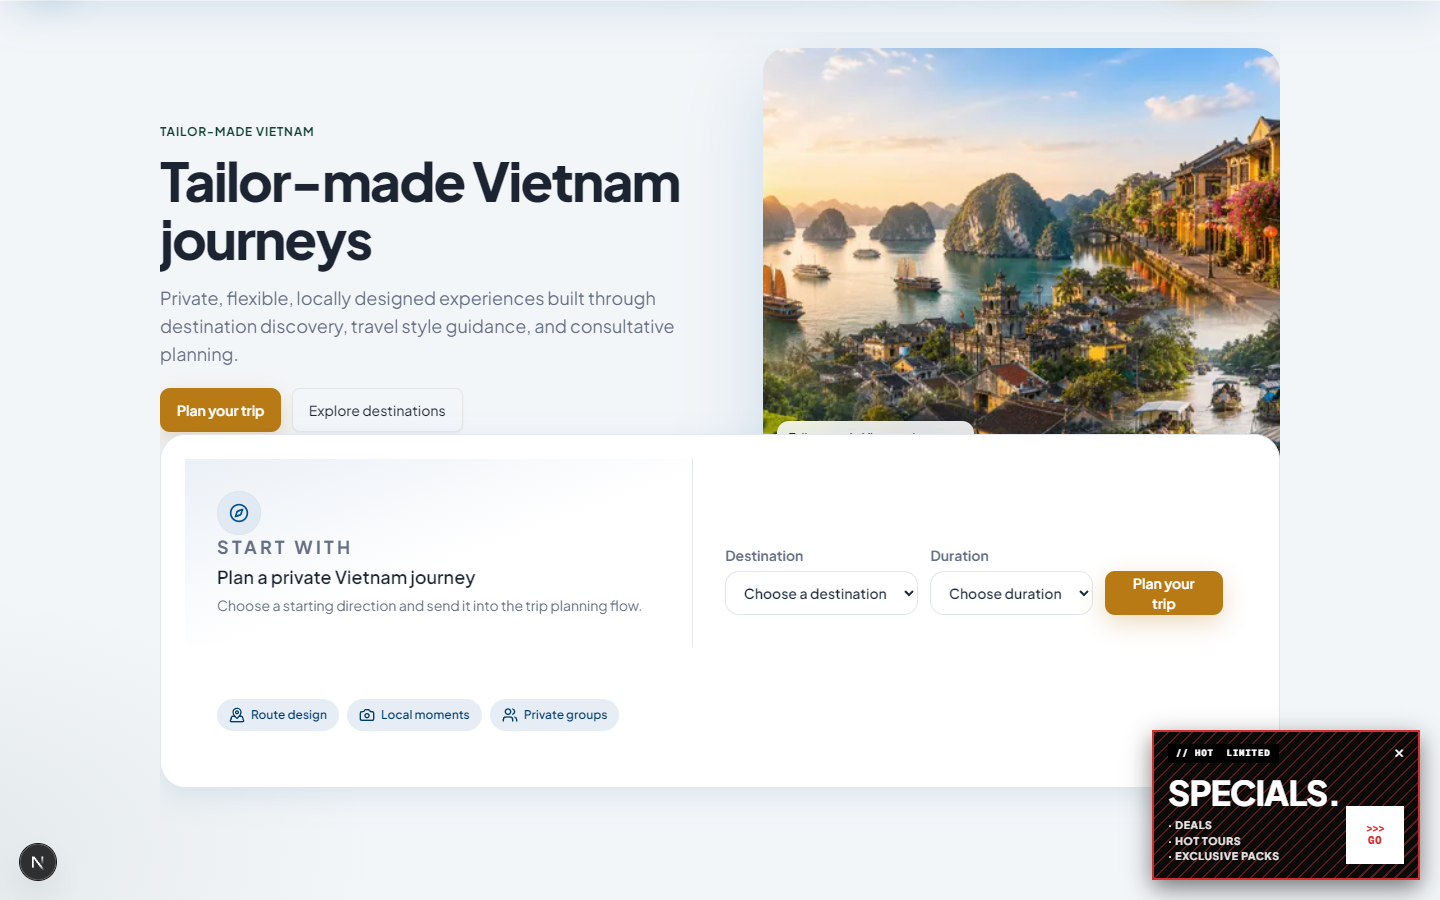 TAILOR-MADE VIETNAM
Tailor-made Vietnam
journeys
Private, flexible, locally designed experiences built through
destination discovery, travel style guidance, and consultative
planning.
Plan your trip
Explore destinations
START WITH
Plan a private Vietnam journey
Choose a starting direction and send it into the trip planning flow.
Destination
Duration
Choose a destination
Choose duration
Plan your
trip
Route design
Local moments
Private groups
// HOT LIMITED
×
SPECIALS.
· DEALS
· HOT TOURS
· EXCLUSIVE PACKS
>>>
GO
N